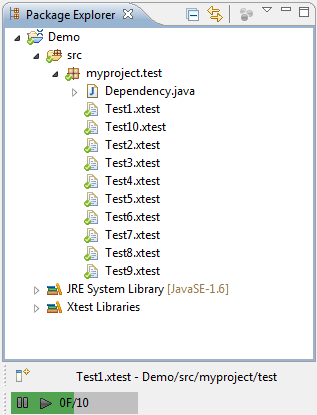 Package Explorer
Demo
src
myproject.test
Dependency.java
Test1.xtest
Test10.xtest
Test2.xtest
Test3.xtest
Test4.xtest
Test5.xtest
Test6.xtest
Test7.xtest
Test8.xtest
Test9.xtest
JRE System Library [JavaSE-1.6]
Xtest Libraries
Test1.xtest - Demo/src/myproject/test
0F/10